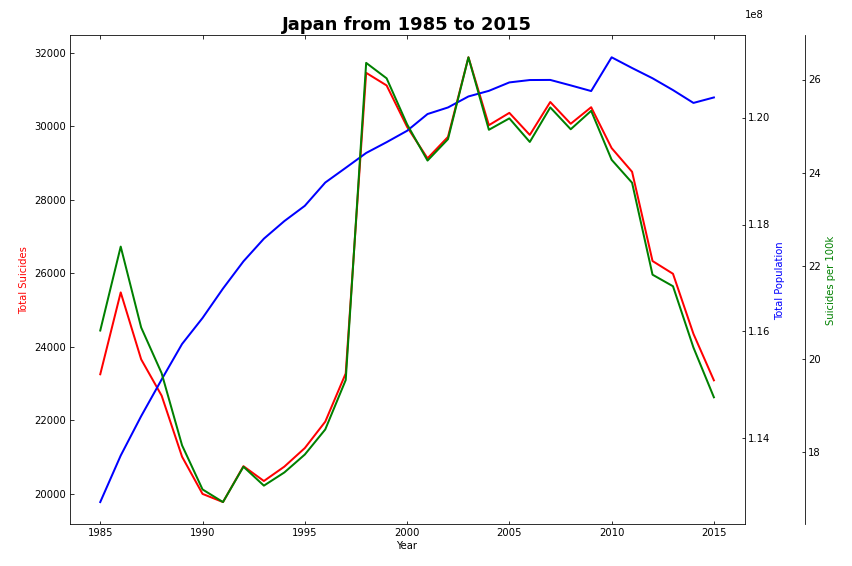 Japan from 1985 to 2015
1e8
32000
30000
28000
26000
24000
22000
20000
Total Suicides
1.20
1.18
1.16
1.14
Total Population
26
24
22
20
18
Suicides per 100k
1985 1990 1995 2000 2005 2010 2015
Year